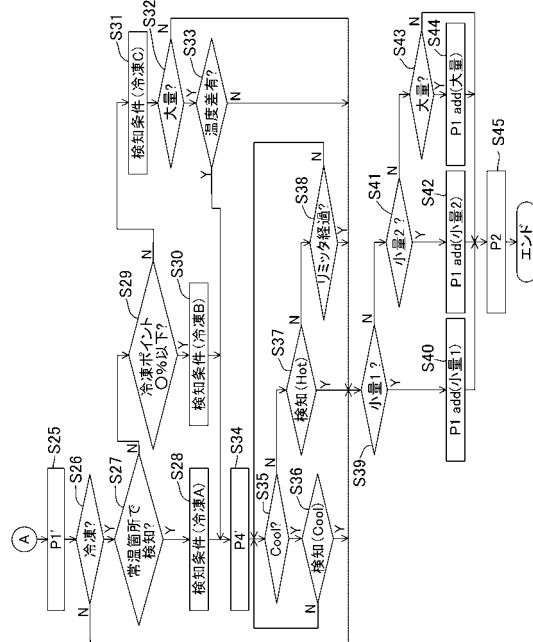 A
P1' S25
冷凍? S26
Y
N
常温箇所で
検知? S27
Y
N
検知条件(冷凍A) S28
冷凍ポイント
〇%以下? S29
Y
N
検知条件(冷凍B) S30
検知条件(冷凍C) S31
大量? S32
Y
N
温度差有? S33
Y
N
P4' S34
Cool? S35
Y
N
検知(Cool) S36
Y
N
検知(Hot) S37
Y
N
リミッタ経過? S38
Y
N
小量1? S39
Y
N
P1 add(小量1) S40
小量2? S41
Y
N
P1 add(小量2) S42
大量? S43
Y
N
P1 add(大量) S44
P2 S45
エンド